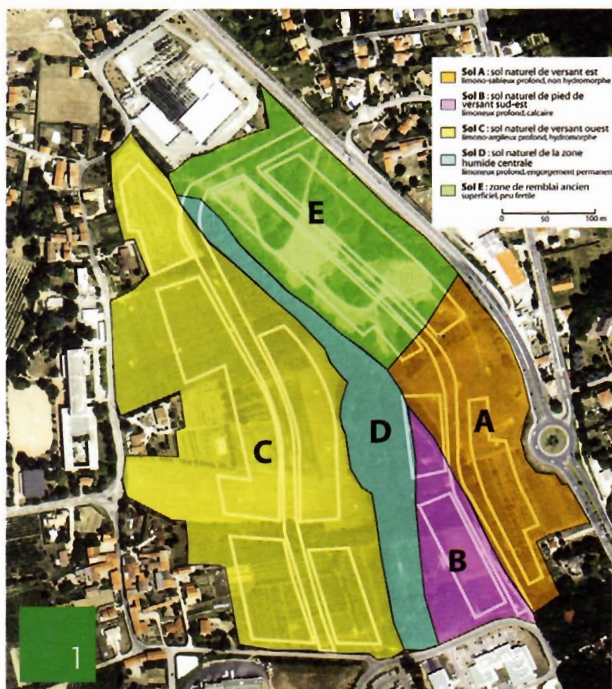 Sol A : sol naturel de versant est
limono-sableux profond, non hydromorphe
Sol B : sol naturel de pied de
versant sud-est
limoneux profond, calcaire
Sol C : sol naturel de versant ouest
limono-argileux profond, hydromorphe
Sol D : sol naturel de la zone
humide centrale
limoneux profond, engorgement permanent
Sol E : zone de remblai ancien
superficiel, peu fertile
0 50 100 m
E
A
D
C
B
1